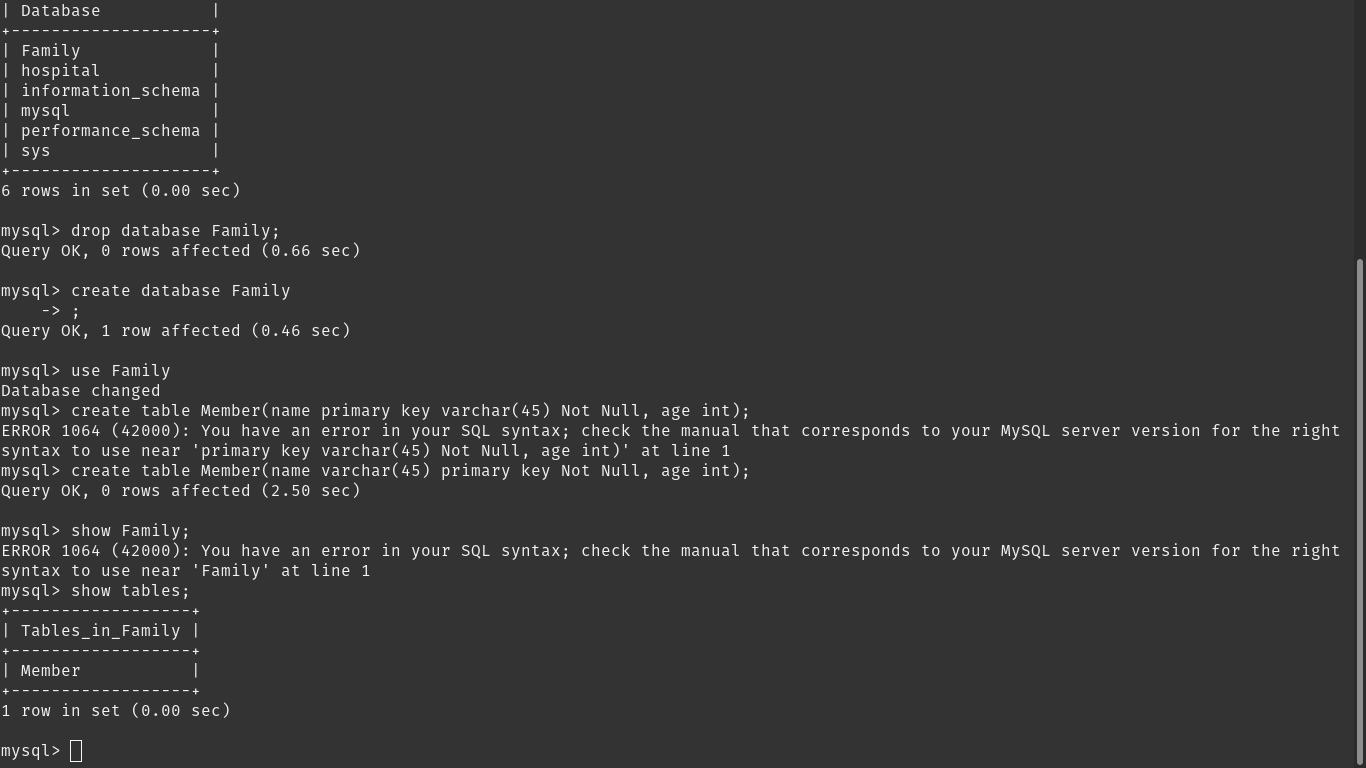 | Database           |
+--------------------+
| Family             |
| hospital           |
| information_schema |
| mysql              |
| performance_schema |
| sys                |
+--------------------+
6 rows in set (0.00 sec)

mysql> drop database Family;
Query OK, 0 rows affected (0.66 sec)

mysql> create database Family
    -> ;
Query OK, 1 row affected (0.46 sec)

mysql> use Family
Database changed
mysql> create table Member(name primary key varchar(45) Not Null, age int);
ERROR 1064 (42000): You have an error in your SQL syntax; check the manual that corresponds to your MySQL server version for the right
syntax to use near 'primary key varchar(45) Not Null, age int)' at line 1
mysql> create table Member(name varchar(45) primary key Not Null, age int);
Query OK, 0 rows affected (2.50 sec)

mysql> show Family;
ERROR 1064 (42000): You have an error in your SQL syntax; check the manual that corresponds to your MySQL server version for the right
syntax to use near 'Family' at line 1
mysql> show tables;
+------------------+
| Tables_in_Family |
+------------------+
| Member           |
+------------------+
1 row in set (0.00 sec)

mysql>